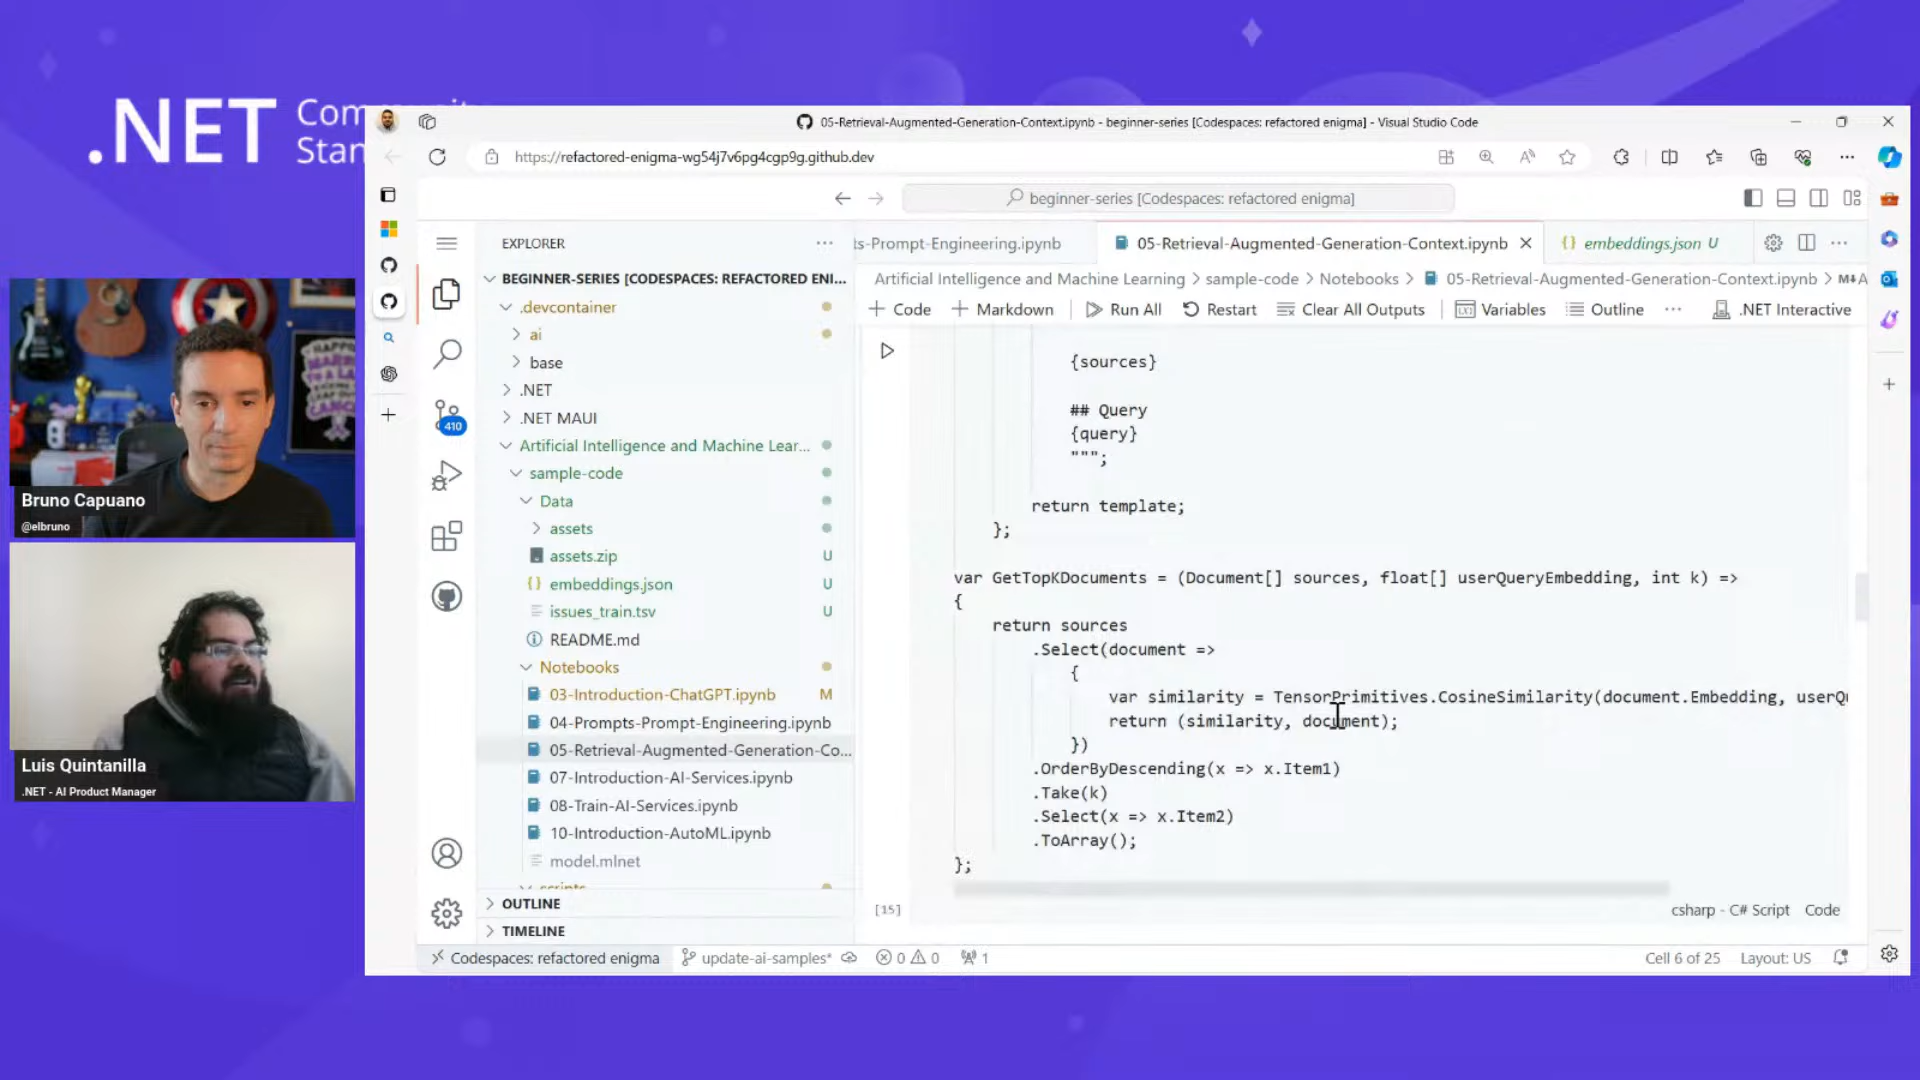 .NET
Com
Stan
05-Retrieval-Augmented-Generation-Context.ipynb - beginner-series [Codespaces: refactored enigma] - Visual Studio Code
https://refactored-enigma-wg54j7v6pg4cgp9g.github.dev
beginner-series [Codespaces: refactored enigma]
EXPLORER
ts-Prompt-Engineering.ipynb
05-Retrieval-Augmented-Generation-Context.ipynb
embeddings.json U
Artificial Intelligence and Machine Learning > sample-code > Notebooks > 05-Retrieval-Augmented-Generation-Context.ipynb >
+ Code
+ Markdown
Run All
Restart
Clear All Outputs
Variables
Outline
.NET Interactive
BEGINNER-SERIES [CODESPACES: REFACTORED ENI...
.devcontainer
ai
base
.NET
.NET MAUI
Artificial Intelligence and Machine Lear...
sample-code
Data
assets
assets.zip U
embeddings.json U
issues_train.tsv U
README.md
Notebooks
03-Introduction-ChatGPT.ipynb M
04-Prompts-Prompt-Engineering.ipynb
05-Retrieval-Augmented-Generation-Co...
07-Introduction-AI-Services.ipynb
08-Train-AI-Services.ipynb
10-Introduction-AutoML.ipynb
model.mlnet
scripts
OUTLINE
TIMELINE
410
{sources}
## Query
{query}
""";
return template;
};
var GetTopKDocuments = (Document[] sources, float[] userQueryEmbedding, int k) =>
{
return sources
.Select(document =>
{
var similarity = TensorPrimitives.CosineSimilarity(document.Embedding, userQu
return (similarity, document);
})
.OrderByDescending(x => x.Item1)
.Take(k)
.Select(x => x.Item2)
.ToArray();
};
[15]
csharp - C# Script
Code
Codespaces: refactored enigma
update-ai-samples*
0
0
1
Cell 6 of 25
Layout: US
Bruno Capuano
@elbruno
Luis Quintanilla
.NET - AI Product Manager